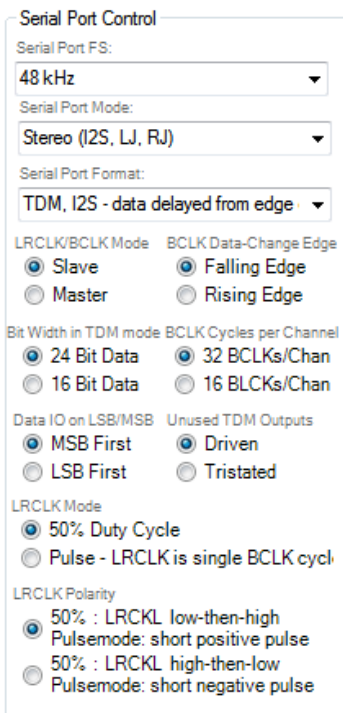 Serial Port Control
Serial Port FS:
48 kHz
Serial Port Mode:
Stereo (I2S, LJ, RJ)
Serial Port Format:
TDM, I2S - data delayed from edge
LRCLK/BCLK Mode BCLK Data-Change Edge
Slave Falling Edge
Master Rising Edge
Bit Width in TDM mode BCLK Cycles per Channel
24 Bit Data 32 BCLKs/Chan
16 Bit Data 16 BLCKs/Chan
Data IO on LSB/MSB Unused TDM Outputs
MSB First Driven
LSB First Tristated
LRCLK Mode
50% Duty Cycle
Pulse - LRCLK is single BCLK cycl
LRCLK Polarity
50% : LRCKL low-then-high
Pulsemode: short positive pulse
50% : LRCKL high-then-low
Pulsemode: short negative pulse